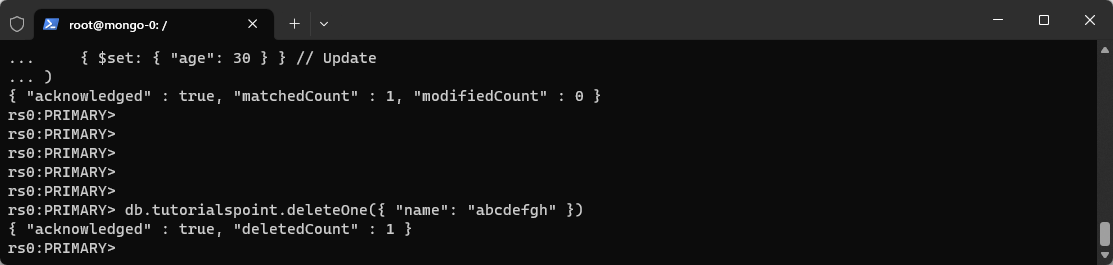 root@mongo-0: /
...     { $set: { "age": 30 } } // Update
... )
{ "acknowledged" : true, "matchedCount" : 1, "modifiedCount" : 0 }
rs0:PRIMARY>
rs0:PRIMARY>
rs0:PRIMARY>
rs0:PRIMARY>
rs0:PRIMARY>
rs0:PRIMARY> db.tutorialspoint.deleteOne({ "name": "abcdefgh" })
{ "acknowledged" : true, "deletedCount" : 1 }
rs0:PRIMARY>